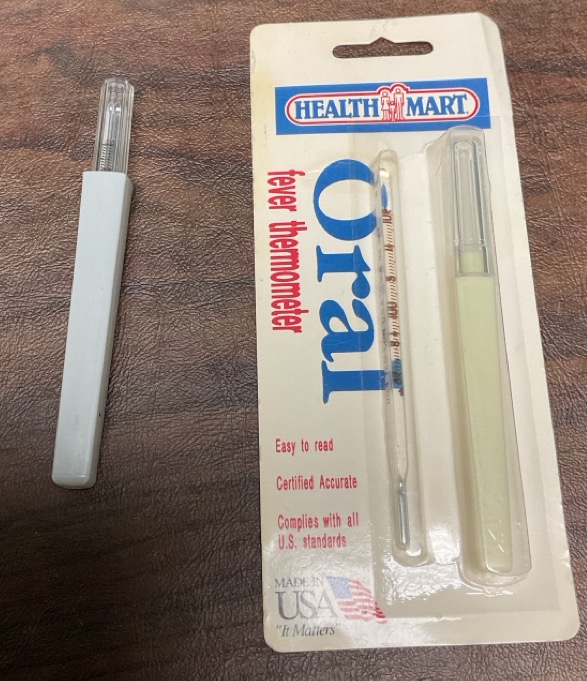 HEALTH MART
Oral
fever thermometer
Easy to read
Certified Accurate
Complies with all
U.S. standards
MADE IN
USA
"It Matters"